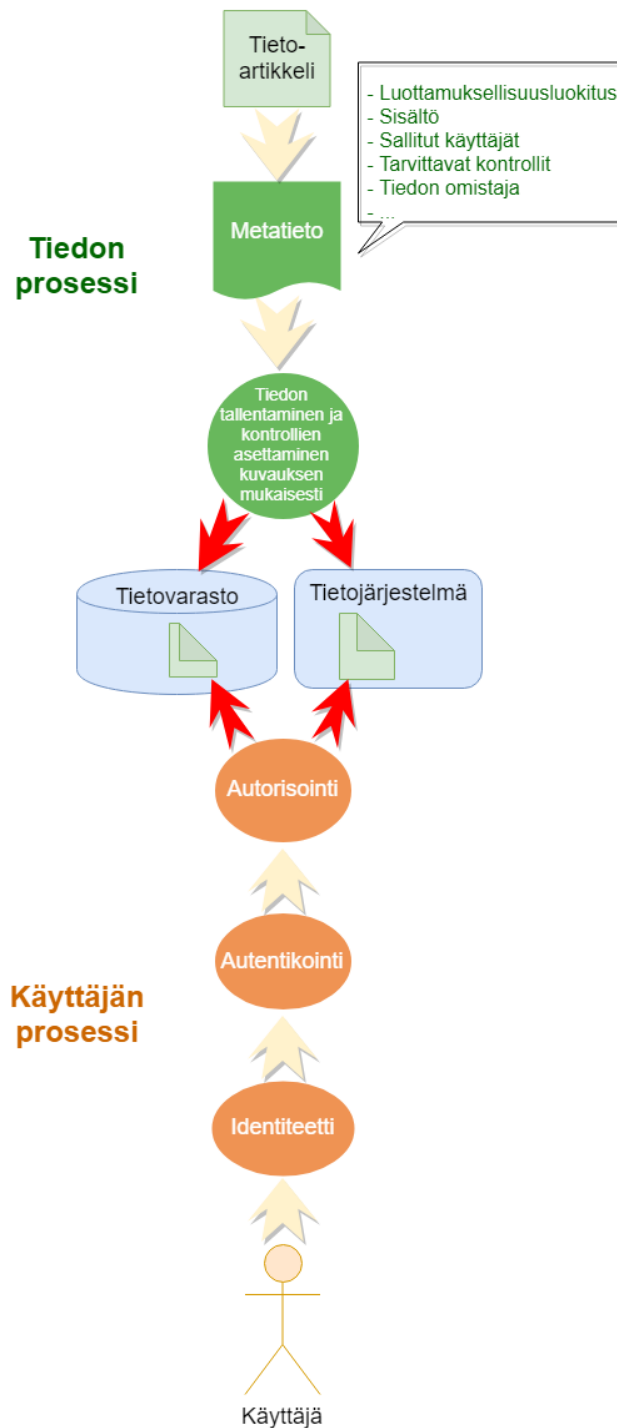 Tieto-
artikkeli
- Luottamuksellisuusluokitus
- Sisältö
- Sallitut käyttäjät
- Tarvittavat kontrollit
- Tiedon omistaja
- ...
Metatieto
Tiedon
prosessi
Tiedon
tallentaminen ja
kontrollien
asettaminen
kuvauksen
mukaisesti
Tietovarasto
Tietojärjestelmä
Autorisointi
Autentikointi
Käyttäjän
prosessi
Identiteetti
Käyttäjä